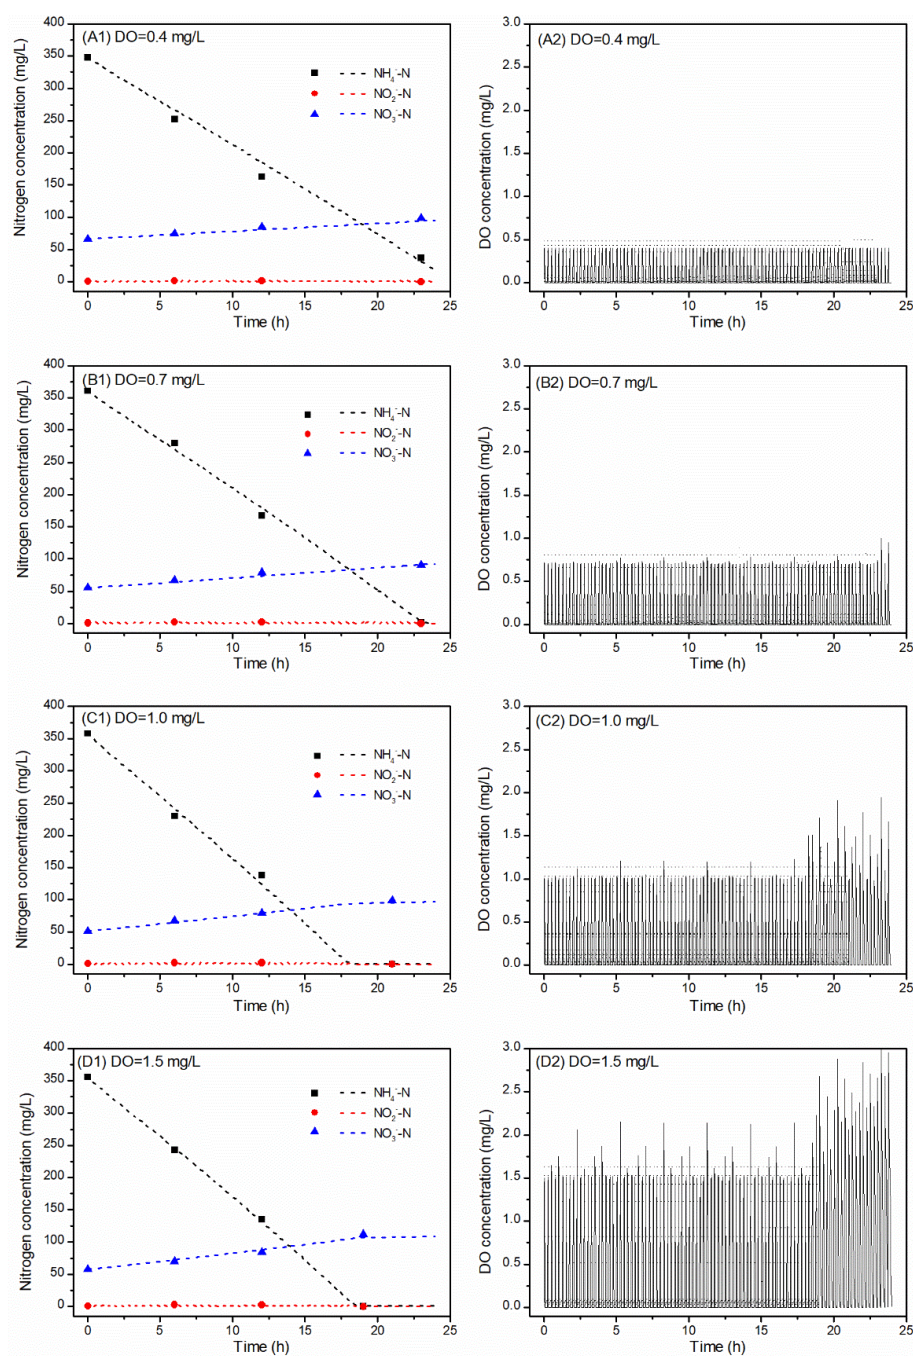 (A1) DO=0.4 mg/L
Nitrogen concentration (mg/L)
400
350
300
250
200
150
100
50
0
NH4+-N
NO2--N
NO3--N
0 5 10 15 20 25
Time (h)
(A2) DO=0.4 mg/L
DO concentration (mg/L)
3.0
2.5
2.0
1.5
1.0
0.5
0.0
0 5 10 15 20 25
Time (h)
(B1) DO=0.7 mg/L
Nitrogen concentration (mg/L)
400
350
300
250
200
150
100
50
0
NH4+-N
NO2--N
NO3--N
0 5 10 15 20 25
Time (h)
(B2) DO=0.7 mg/L
DO concentration (mg/L)
3.0
2.5
2.0
1.5
1.0
0.5
0.0
0 5 10 15 20 25
Time (h)
(C1) DO=1.0 mg/L
Nitrogen concentration (mg/L)
400
350
300
250
200
150
100
50
0
NH4+-N
NO2--N
NO3--N
0 5 10 15 20 25
Time (h)
(C2) DO=1.0 mg/L
DO concentration (mg/L)
3.0
2.5
2.0
1.5
1.0
0.5
0.0
0 5 10 15 20 25
Time (h)
(D1) DO=1.5 mg/L
Nitrogen concentration (mg/L)
400
350
300
250
200
150
100
50
0
NH4+-N
NO2--N
NO3--N
0 5 10 15 20 25
Time (h)
(D2) DO=1.5 mg/L
DO concentration (mg/L)
3.0
2.5
2.0
1.5
1.0
0.5
0.0
0 5 10 15 20 25
Time (h)